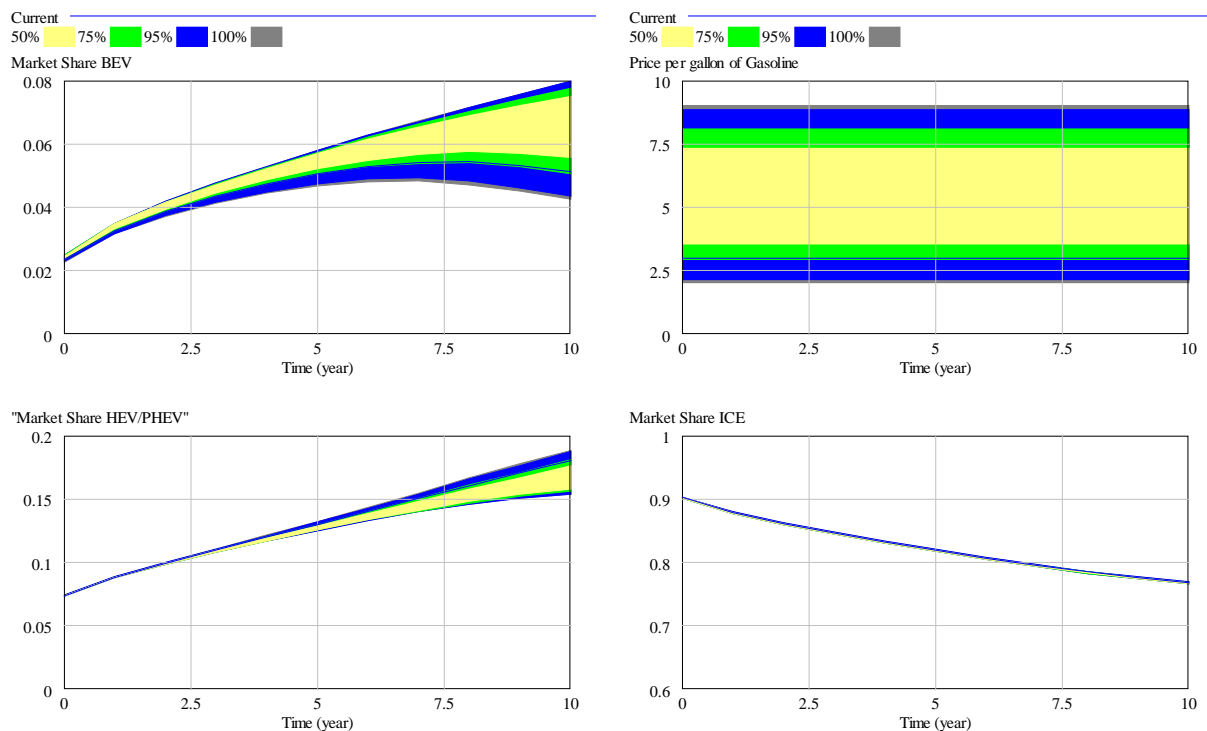 Current
50% 75% 95% 100%
Market Share BEV
0.08
0.06
0.04
0.02
0
0 2.5 5 7.5 10
Time (year)
Current
50% 75% 95% 100%
Price per gallon of Gasoline
10
7.5
5
2.5
0
0 2.5 5 7.5 10
Time (year)
"Market Share HEV/PHEV"
0.2
0.15
0.1
0.05
0
0 2.5 5 7.5 10
Time (year)
Market Share ICE
1
0.9
0.8
0.7
0.6
0 2.5 5 7.5 10
Time (year)